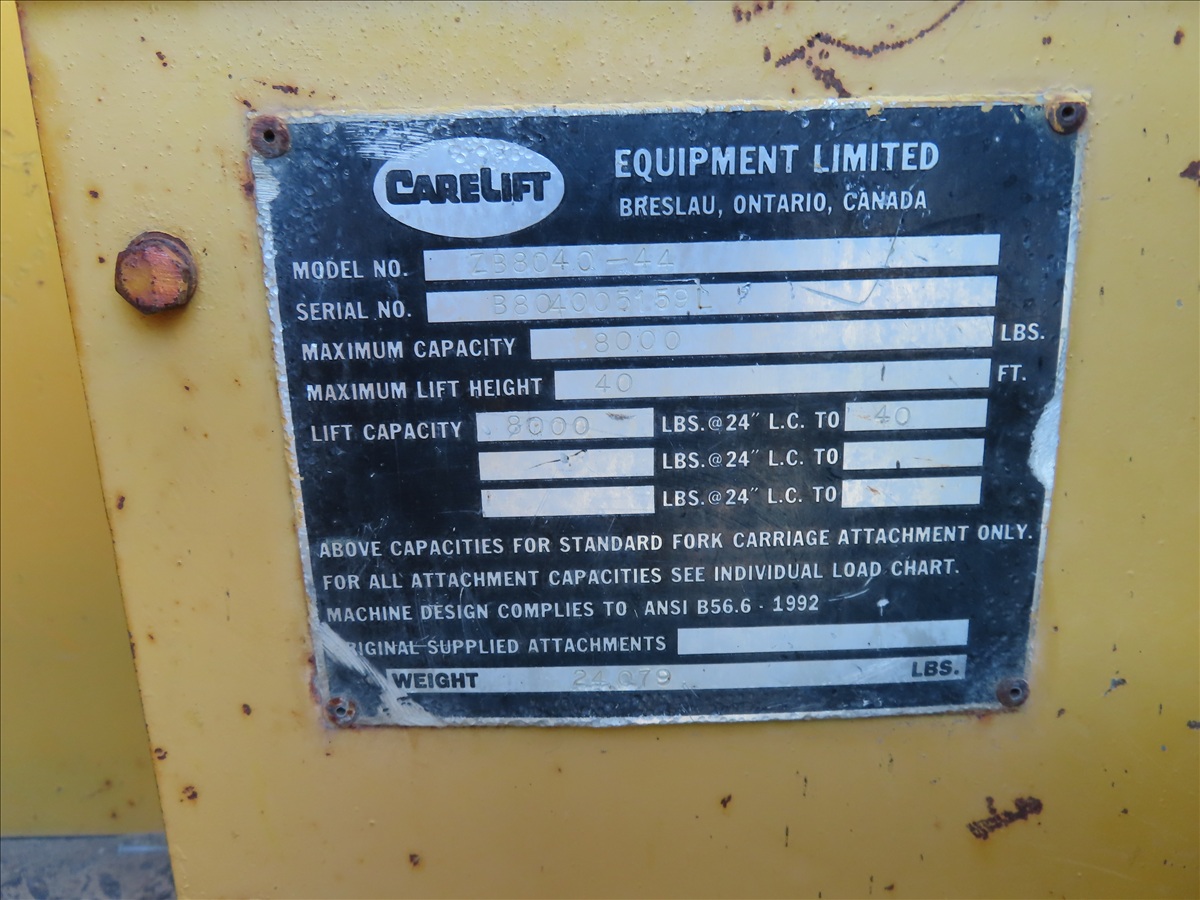 CARELIFT EQUIPMENT LIMITED
BRESLAU, ONTARIO, CANADA
MODEL NO. ZB8040-44
SERIAL NO.
MAXIMUM CAPACITY 8000 LBS.
MAXIMUM LIFT HEIGHT 40 FT.
LIFT CAPACITY 8000 LBS.@24″ L.C. TO 40
LBS.@24″ L.C. TO
LBS.@24″ L.C. TO
ABOVE CAPACITIES FOR STANDARD FORK CARRIAGE ATTACHMENT ONLY.
FOR ALL ATTACHMENT CAPACITIES SEE INDIVIDUAL LOAD CHART.
MACHINE DESIGN COMPLIES TO ANSI B56.6 - 1992
ORIGINAL SUPPLIED ATTACHMENTS
WEIGHT 24,079 LBS.